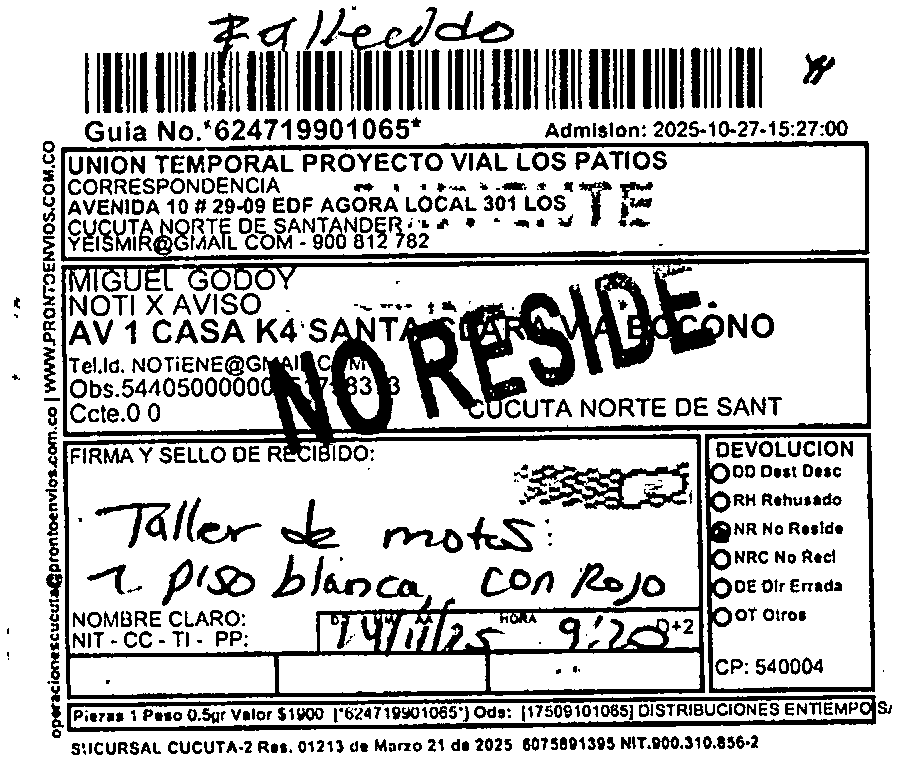 Fallecido
Guia No.*624719901065*
Admision: 2025-10-27-15:27:00
UNION TEMPORAL PROYECTO VIAL LOS PATIOS
CORRESPONDENCIA
AVENIDA 10 # 29-09 EDF AGORA LOCAL 301 LOS
TE
CUCUTA NORTE DE SANTANDER
YEISMIR@GMAIL COM - 900 812 782
MIGUEL GODOY
NOTI X AVISO
AV 1 CASA K4 SANTA CLARA VIA BOCONO
NO RESIDE
Tel.Id. NOTIENE@GMAIL.COM
Ccte.0 0
CUCUTA NORTE DE SANT
FIRMA Y SELLO DE RECIBIDO:
Taller de motos:
1. piso blanca, con Rojo
NOMBRE CLARO:
NIT - CC - TI - PP:
HORA
14/11/25 9:20
D+2
DEVOLUCION
DD Dest Desc
RH Rehusado
NR No Reside
NRC No Recl
DE Dir Errada
OT Otros
CP: 540004
Piezas 1 Peso 0.5gr Valor $1900 [*624719901065*] Ods: [17509101065] DISTRIBUCIONES ENTIEMPO S/
SUCURSAL CUCUTA-2 Res. 01213 de Marzo 21 de 2025 6075891395 NIT.900.310.856-2
operacionescucuta@prontoenvios.com.co | WWW.PRONTOENVIOS.COM.CO